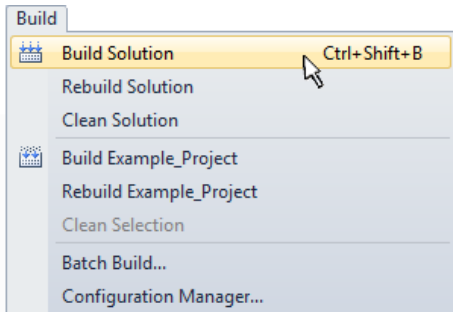 Build
Build Solution Ctrl+Shift+B
Rebuild Solution
Clean Solution
Build Example_Project
Rebuild Example_Project
Clean Selection
Batch Build...
Configuration Manager...